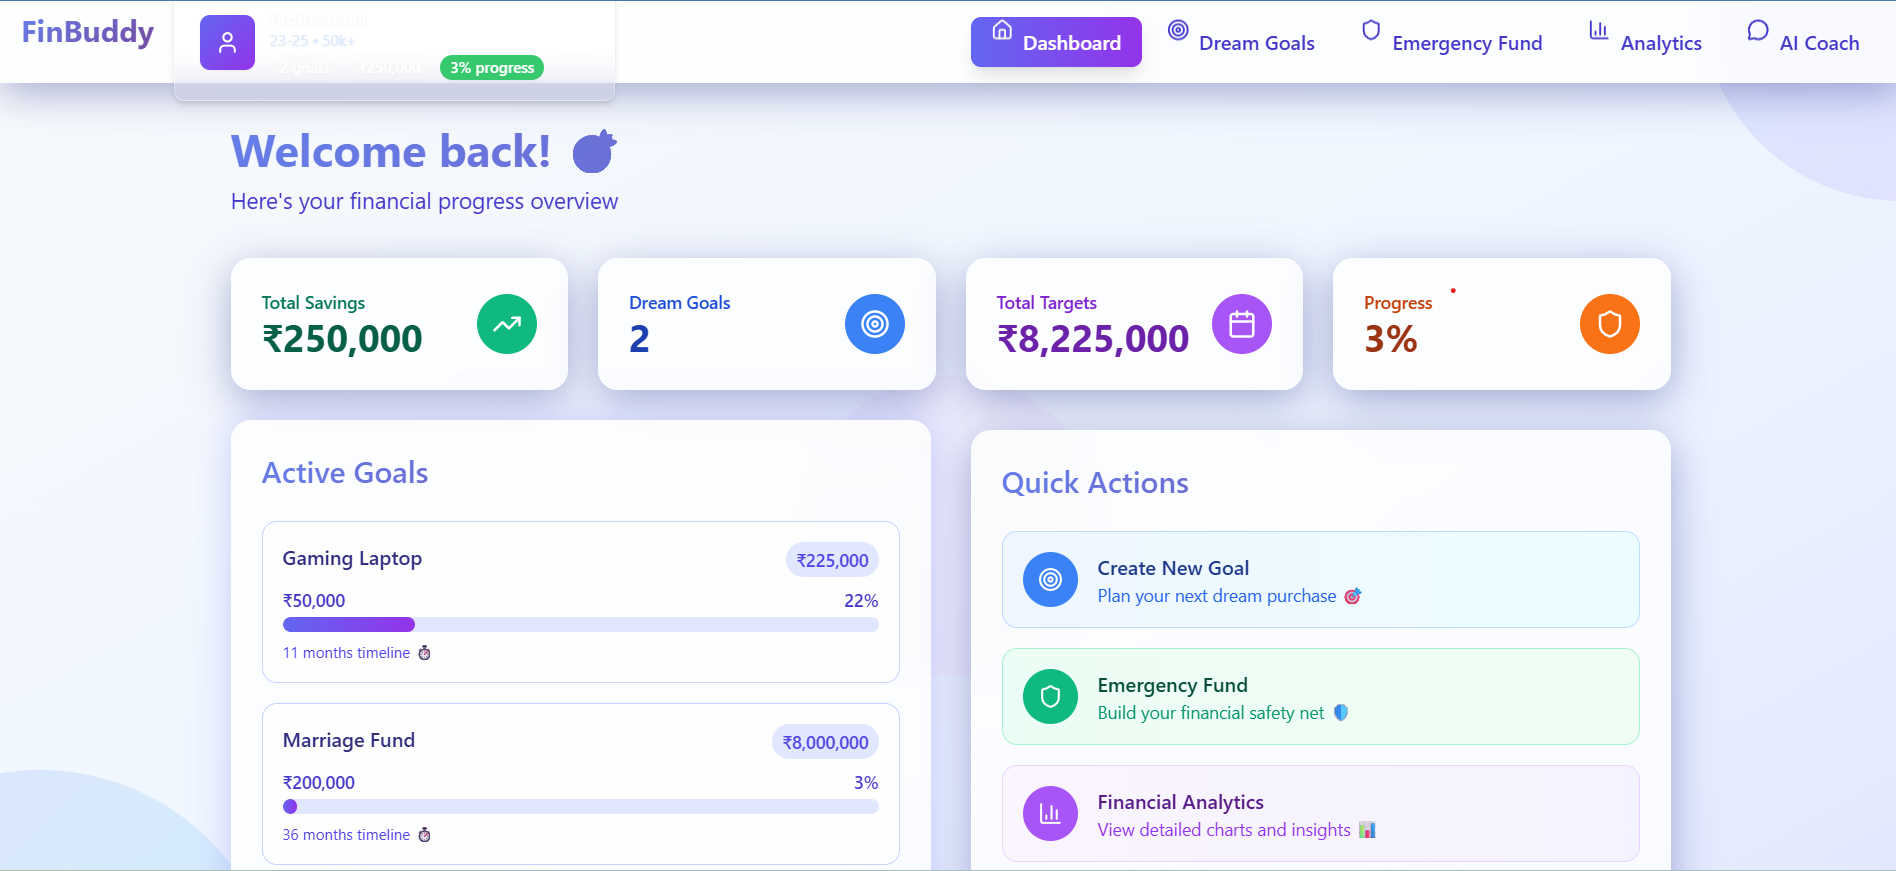 FinBuddy
Professional
23-25 • 50k+
2 goals ₹250,000 3% progress
Dashboard
Dream Goals
Emergency Fund
Analytics
AI Coach
Welcome back!
Here's your financial progress overview
Total Savings
₹250,000
Dream Goals
2
Total Targets
₹8,225,000
Progress
3%
Active Goals
Gaming Laptop ₹225,000
₹50,000 22%
11 months timeline
Marriage Fund ₹8,000,000
₹200,000 3%
36 months timeline
Quick Actions
Create New Goal
Plan your next dream purchase
Emergency Fund
Build your financial safety net
Financial Analytics
View detailed charts and insights